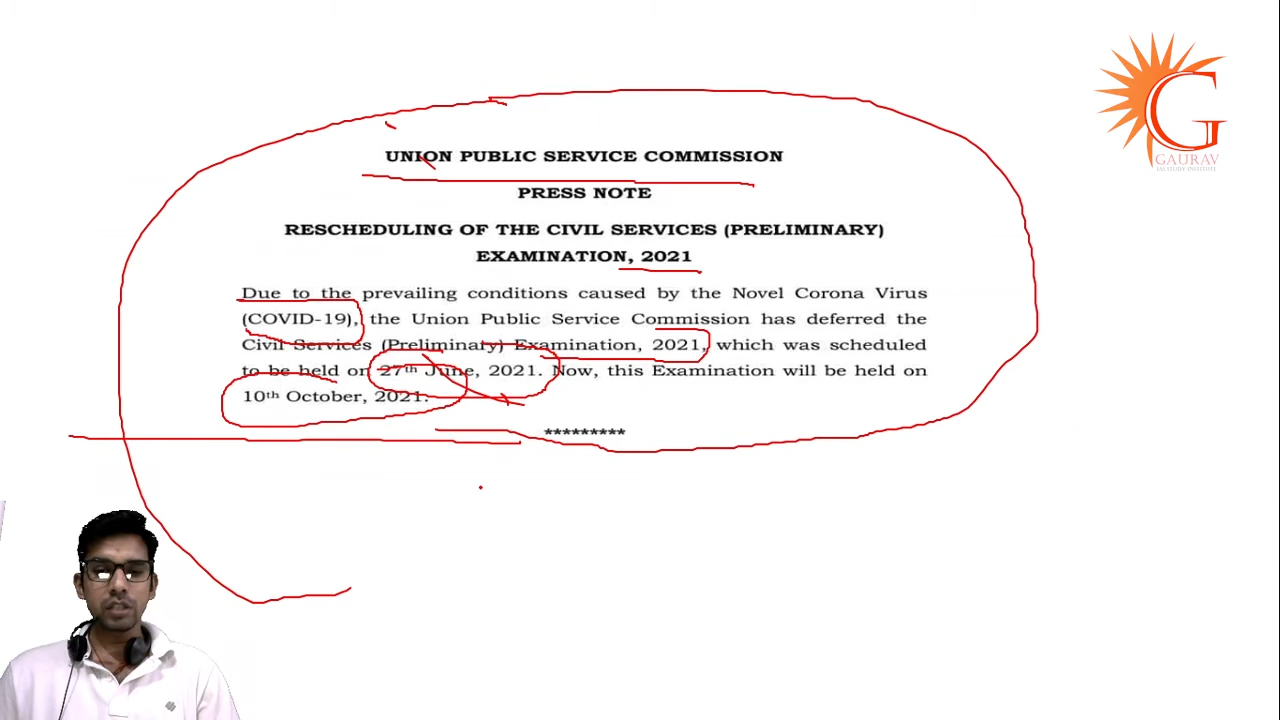 G
GAURAV
IAS STUDY INSTITUTE
UNION PUBLIC SERVICE COMMISSION
PRESS NOTE
RESCHEDULING OF THE CIVIL SERVICES (PRELIMINARY)
EXAMINATION, 2021
Due to the prevailing conditions caused by the Novel Corona Virus
(COVID-19), the Union Public Service Commission has deferred the
Civil Services (Preliminary) Examination, 2021, which was scheduled
to be held on 27th June, 2021. Now, this Examination will be held on
10th October, 2021.
*********